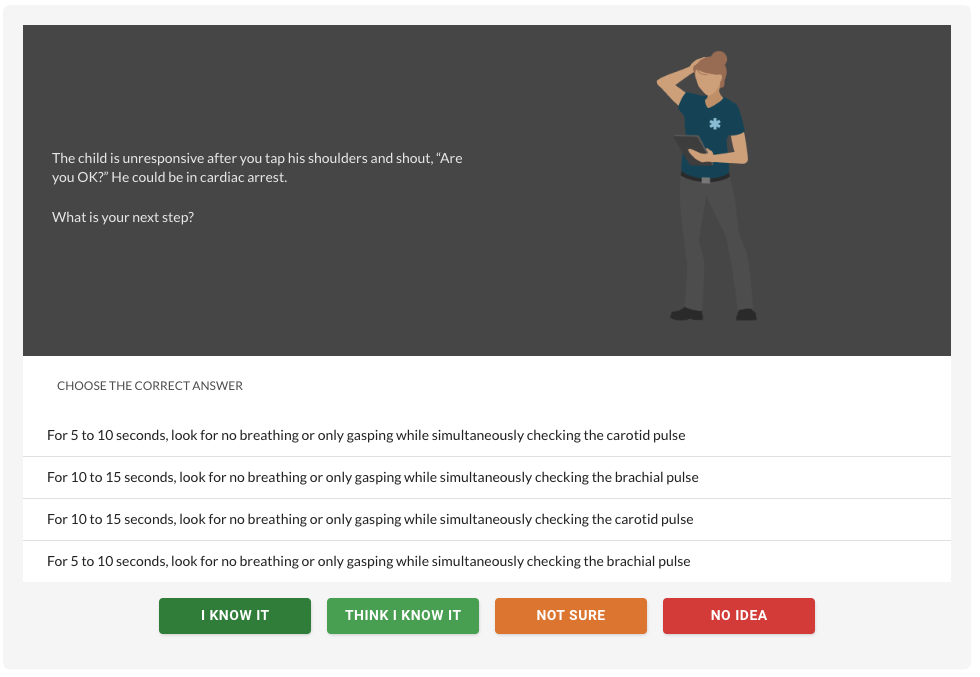 The child is unresponsive after you tap his shoulders and shout, “Are
you OK?” He could be in cardiac arrest.
What is your next step?
CHOOSE THE CORRECT ANSWER
For 5 to 10 seconds, look for no breathing or only gasping while simultaneously checking the carotid pulse
For 10 to 15 seconds, look for no breathing or only gasping while simultaneously checking the brachial pulse
For 10 to 15 seconds, look for no breathing or only gasping while simultaneously checking the carotid pulse
For 5 to 10 seconds, look for no breathing or only gasping while simultaneously checking the brachial pulse
I KNOW IT
THINK I KNOW IT
NOT SURE
NO IDEA